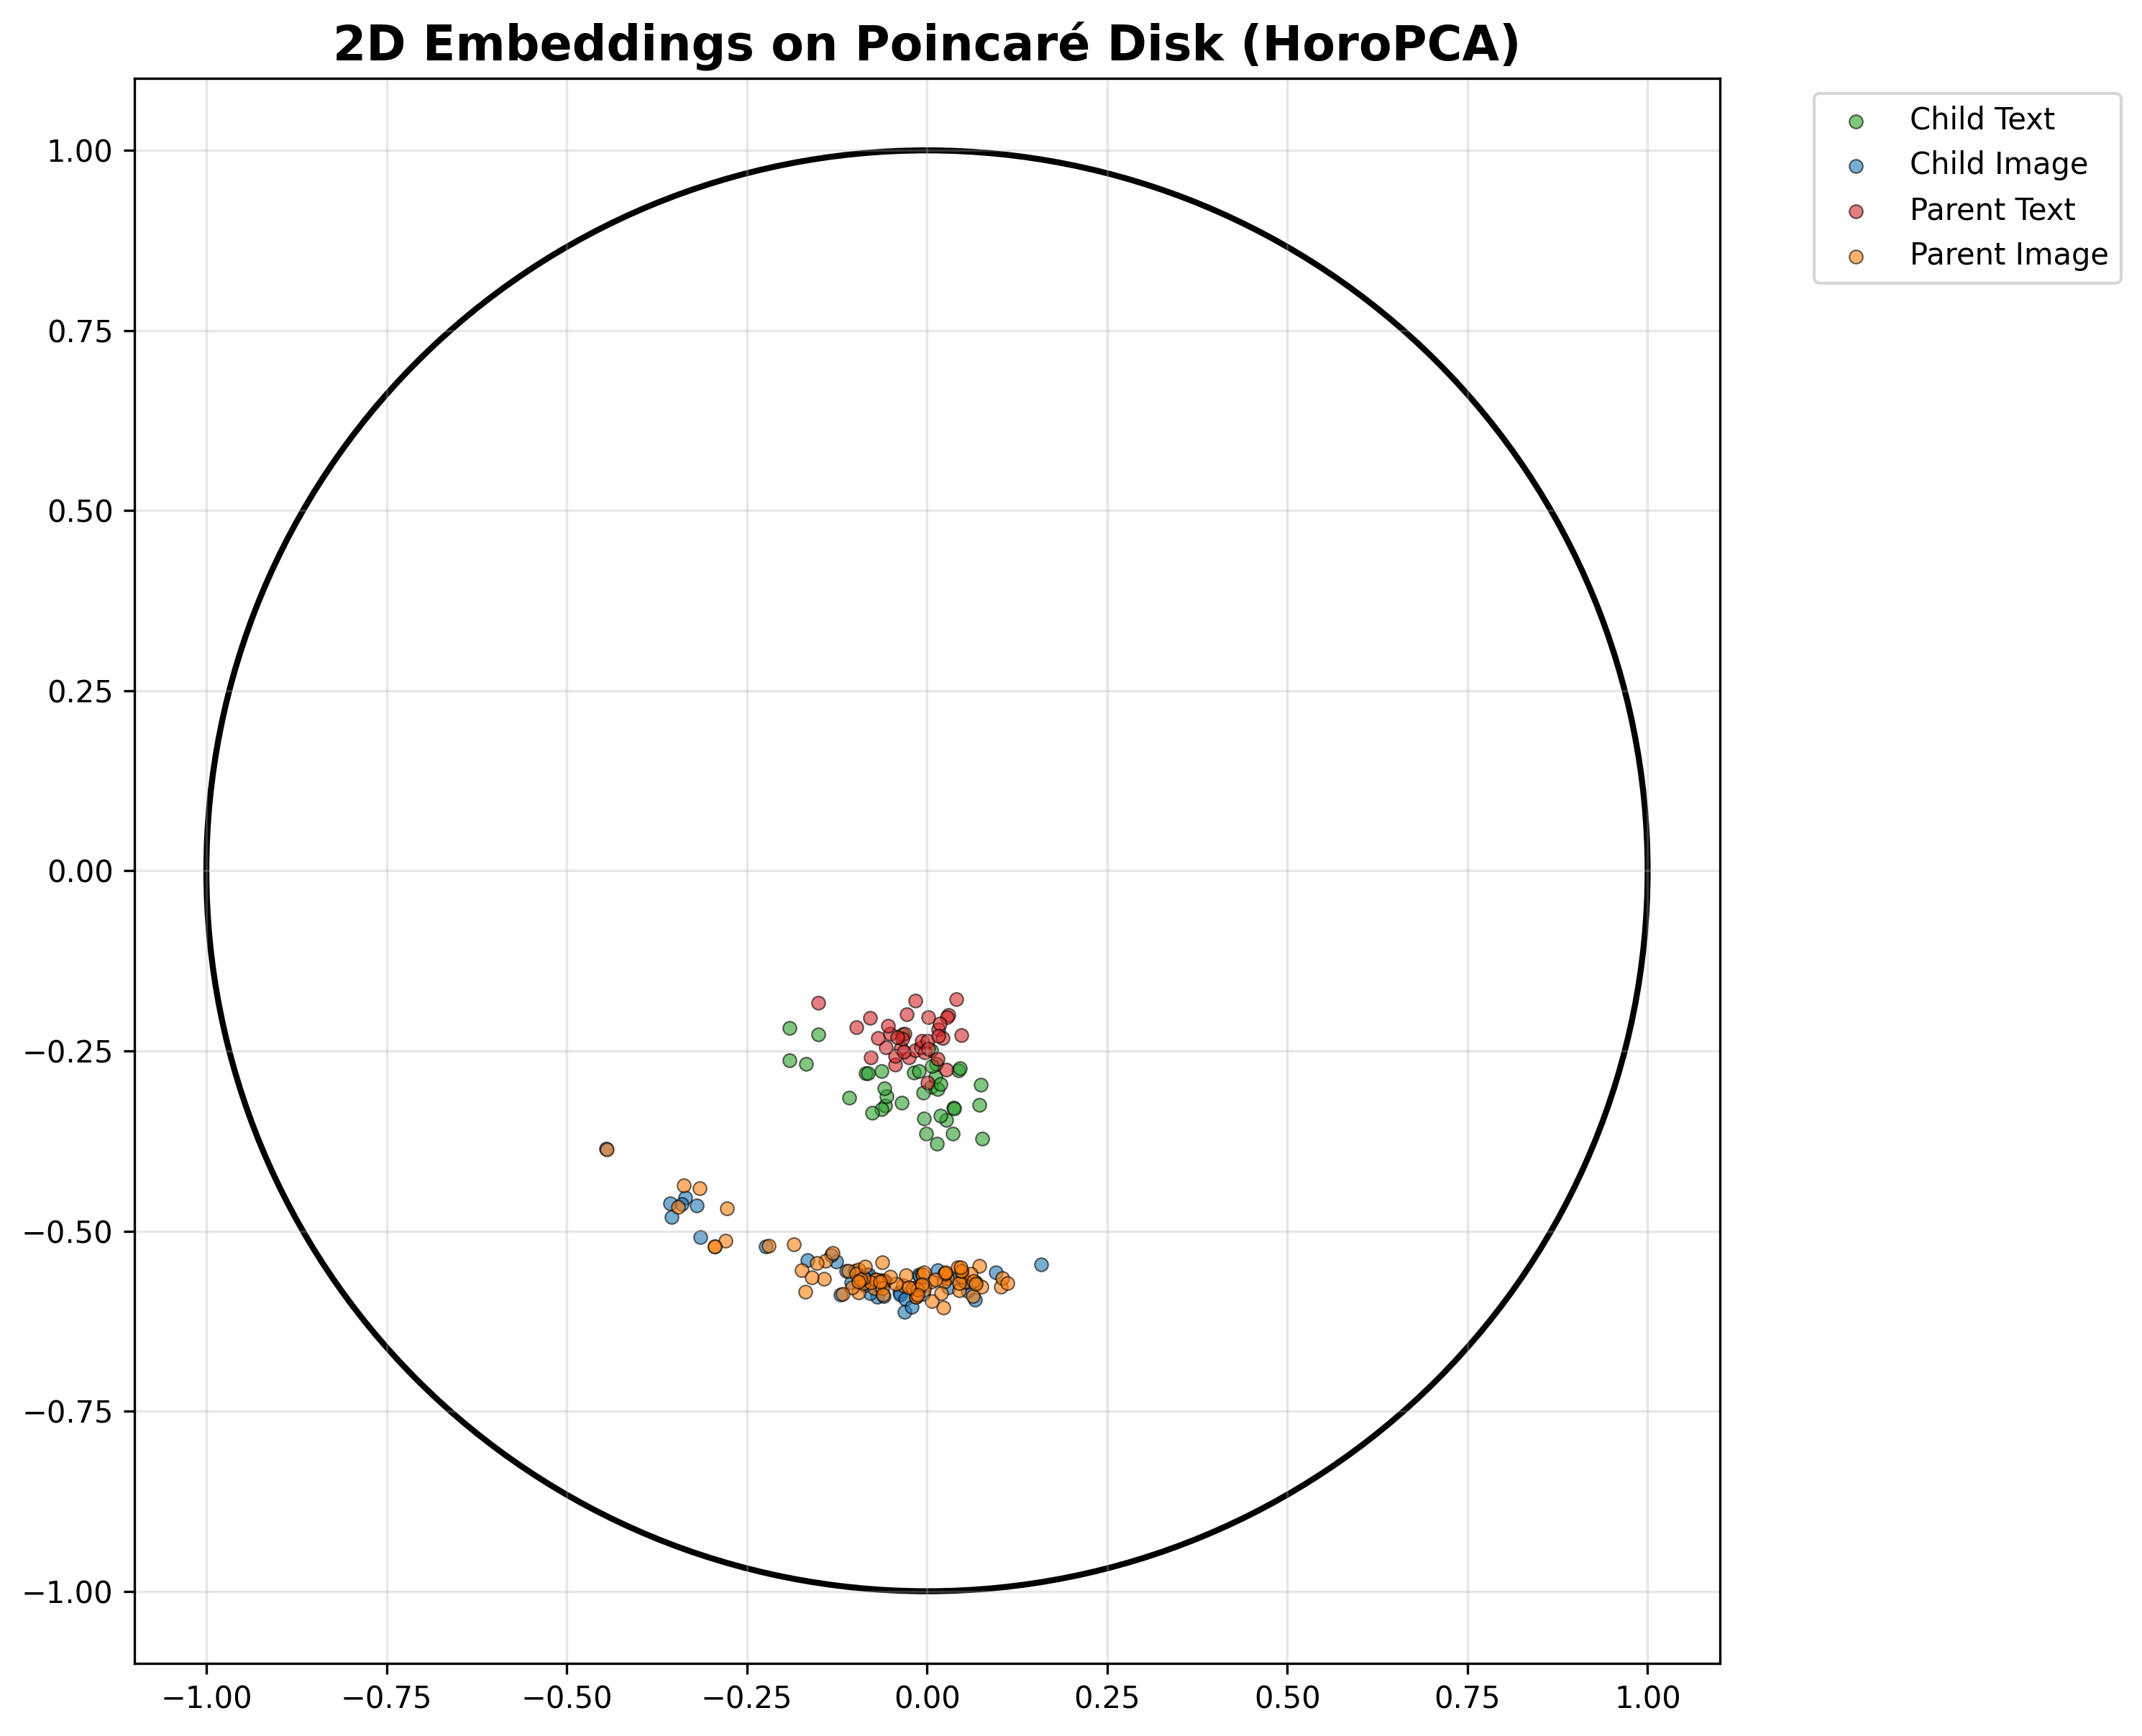 2D Embeddings on Poincaré Disk (HoroPCA)
Child Text
Child Image
Parent Text
Parent Image
1.00
0.75
0.50
0.25
0.00
−0.25
−0.50
−0.75
−1.00
−1.00 −0.75 −0.50 −0.25 0.00 0.25 0.50 0.75 1.00